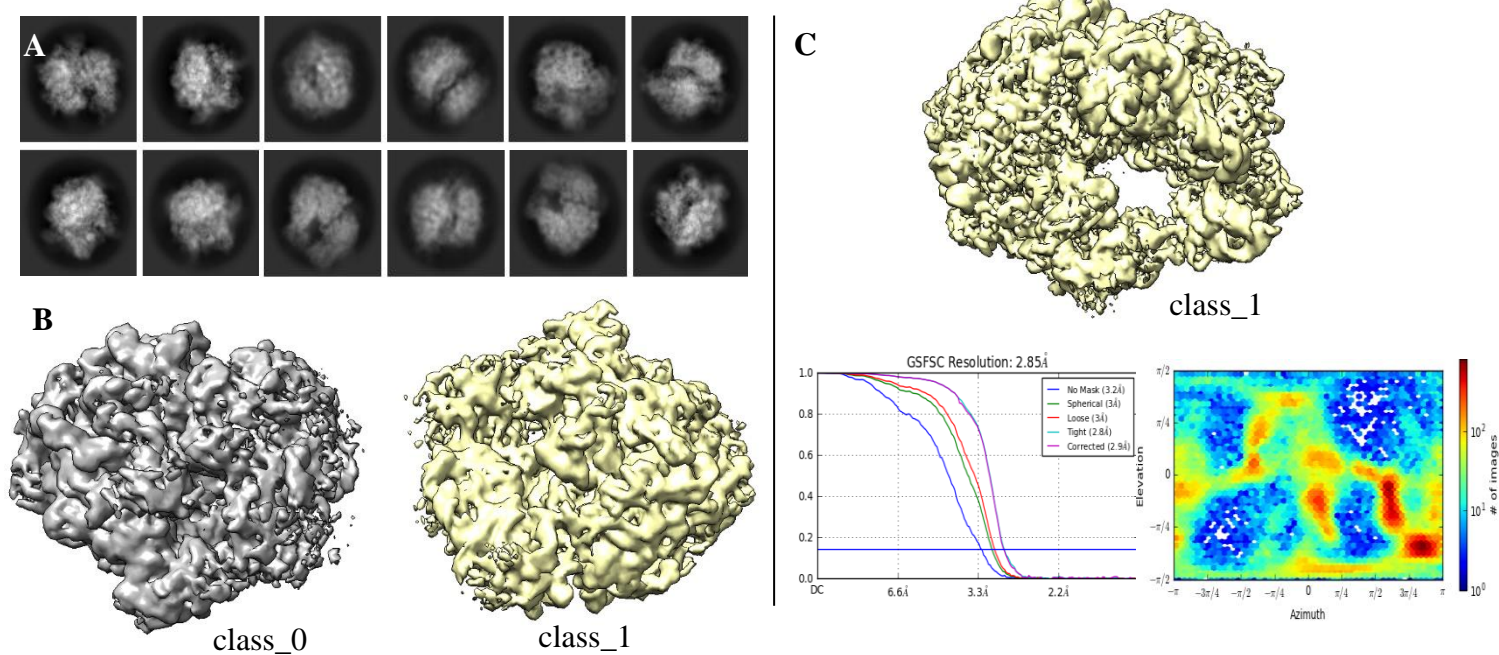 A
B
class_0
class_1
C
class_1
GSFSC Resolution: 2.85Å
1.0
0.8
0.6
0.4
0.2
0.0
DC
6.6Å
3.3Å
2.2Å
No Mask (3.2Å)
Spherical (3Å)
Loose (3Å)
Tight (2.8Å)
Corrected (2.9Å)
Elevation
π/2
π/4
0
−π/4
−π/2
−π
−3π/4
−π/2
−π/4
0
π/4
π/2
3π/4
π
Azimuth
10²
10¹
10⁰
# of images